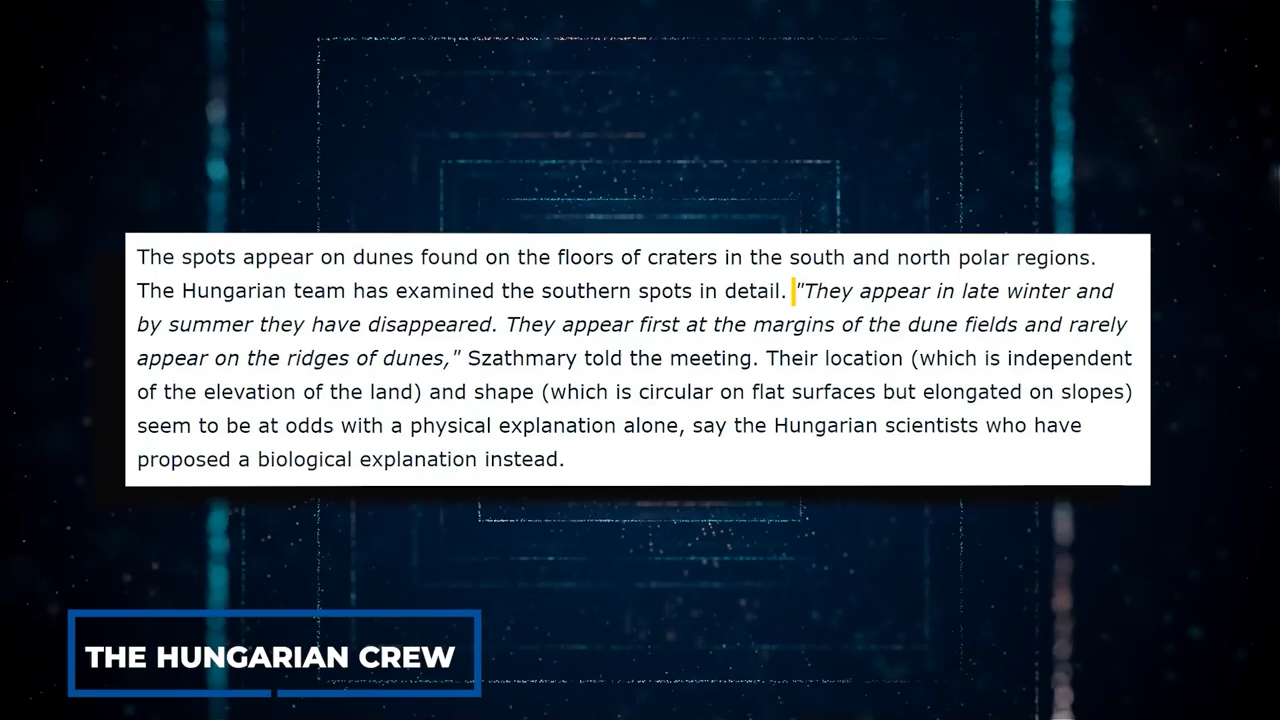 The spots appear on dunes found on the floors of craters in the south and north polar regions.
The Hungarian team has examined the southern spots in detail. "They appear in late winter and
by summer they have disappeared. They appear first at the margins of the dune fields and rarely
appear on the ridges of dunes," Szathmary told the meeting. Their location (which is independent
of the elevation of the land) and shape (which is circular on flat surfaces but elongated on slopes)
seem to be at odds with a physical explanation alone, say the Hungarian scientists who have
proposed a biological explanation instead.
THE HUNGARIAN CREW